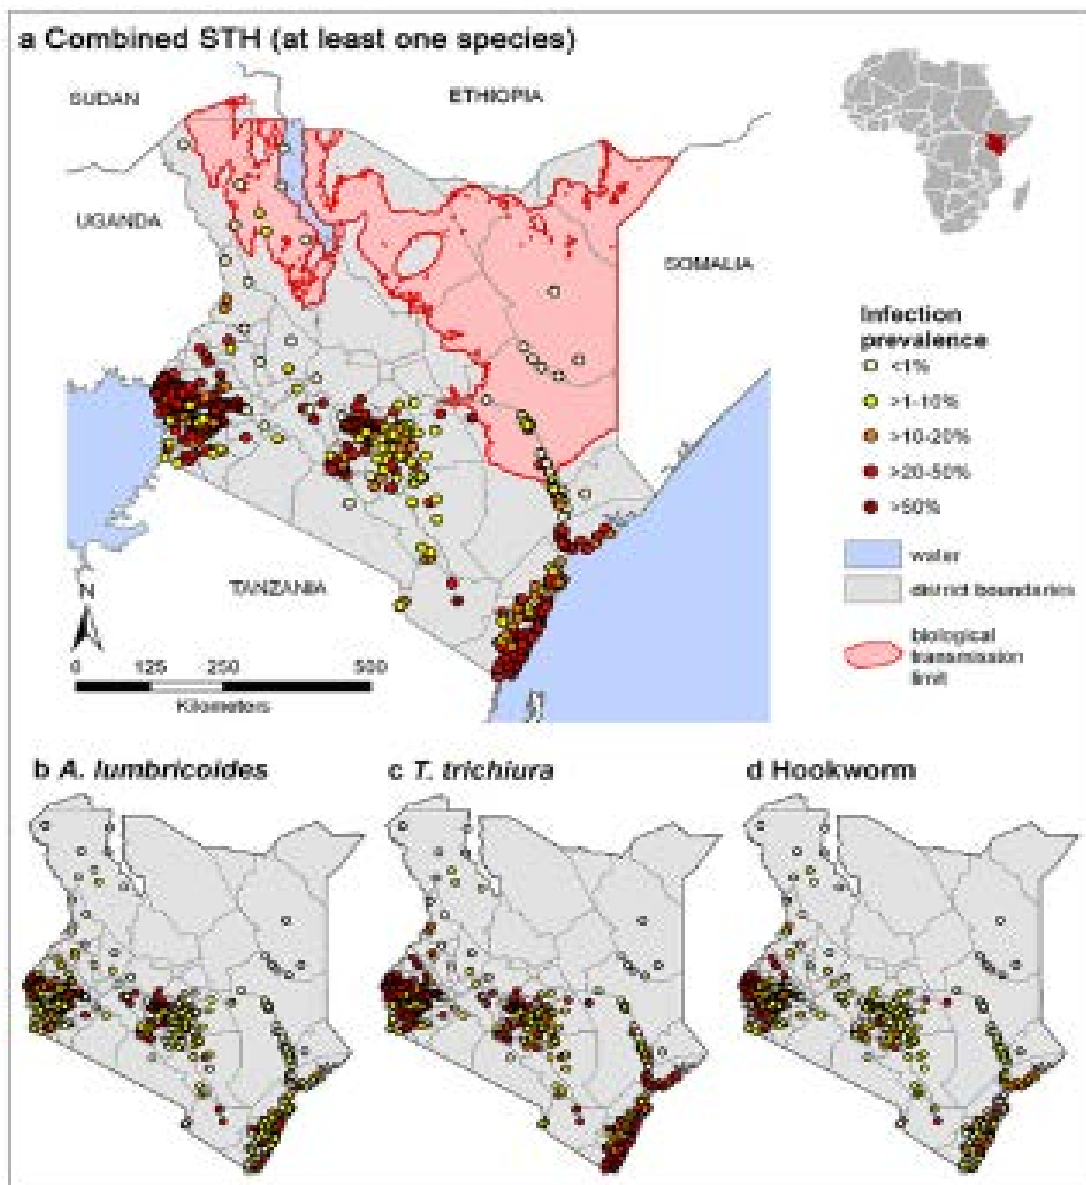 a Combined STH (at least one species)
SUDAN
ETHIOPIA
UGANDA
SOMALIA
TANZANIA
N
0 125 250 500
Kilometers
Infection
prevalence
<1%
>1-10%
>10-20%
>20-50%
>50%
water
district boundaries
biological
transmission
limit
b A. lumbricoides
c T. trichiura
d Hookworm